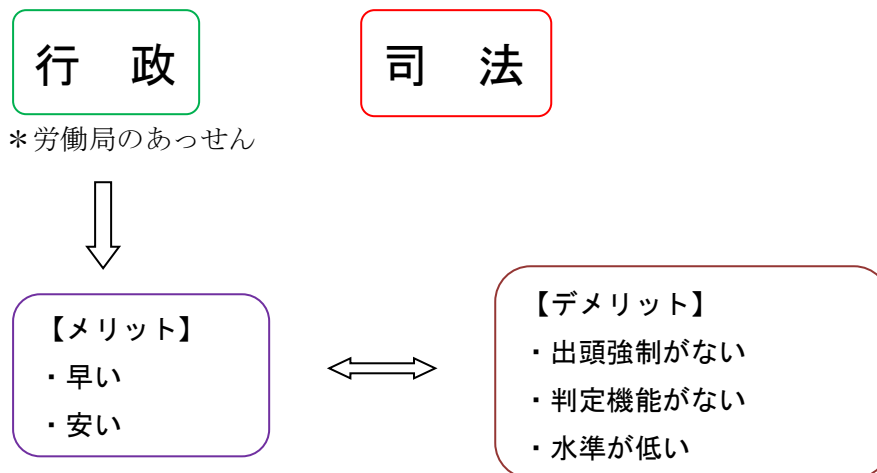 行　政
司　法
＊労働局のあっせん
【メリット】
・早い
・安い
【デメリット】
・出頭強制がない
・判定機能がない
・水準が低い